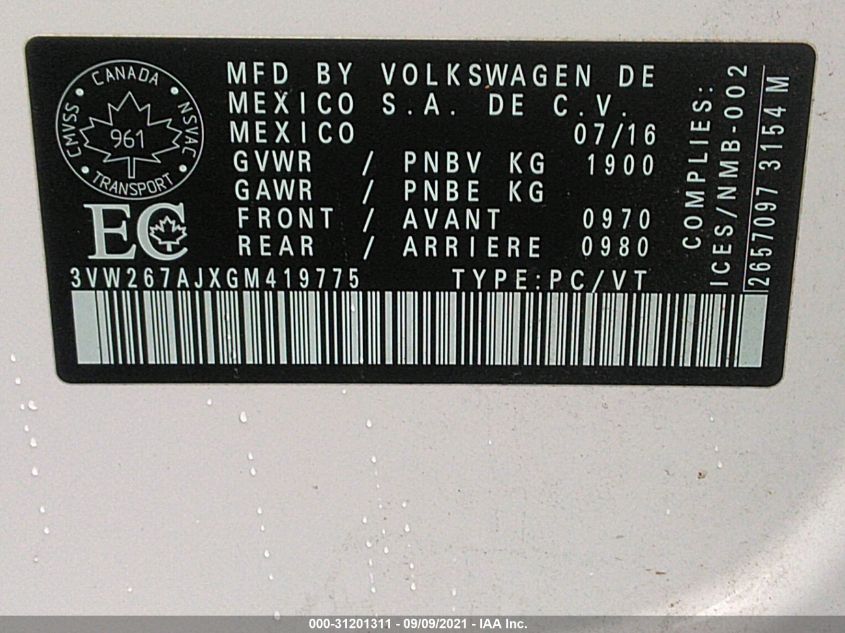 CANADA
CMVSS
NSVAC
961
TRANSPORT
EC
MFD BY VOLKSWAGEN DE
MEXICO S.A. DE C.V.
MEXICO 07/16
GVWR / PNBV KG 1900
GAWR / PNBE KG
FRONT / AVANT 0970
REAR / ARRIERE 0980
3VW267AJXGM419775 TYPE:PC/VT
COMPLIES:
ICES/NMB-002
2657097 3154 M
000-31201311 - 09/09/2021 - IAA Inc.